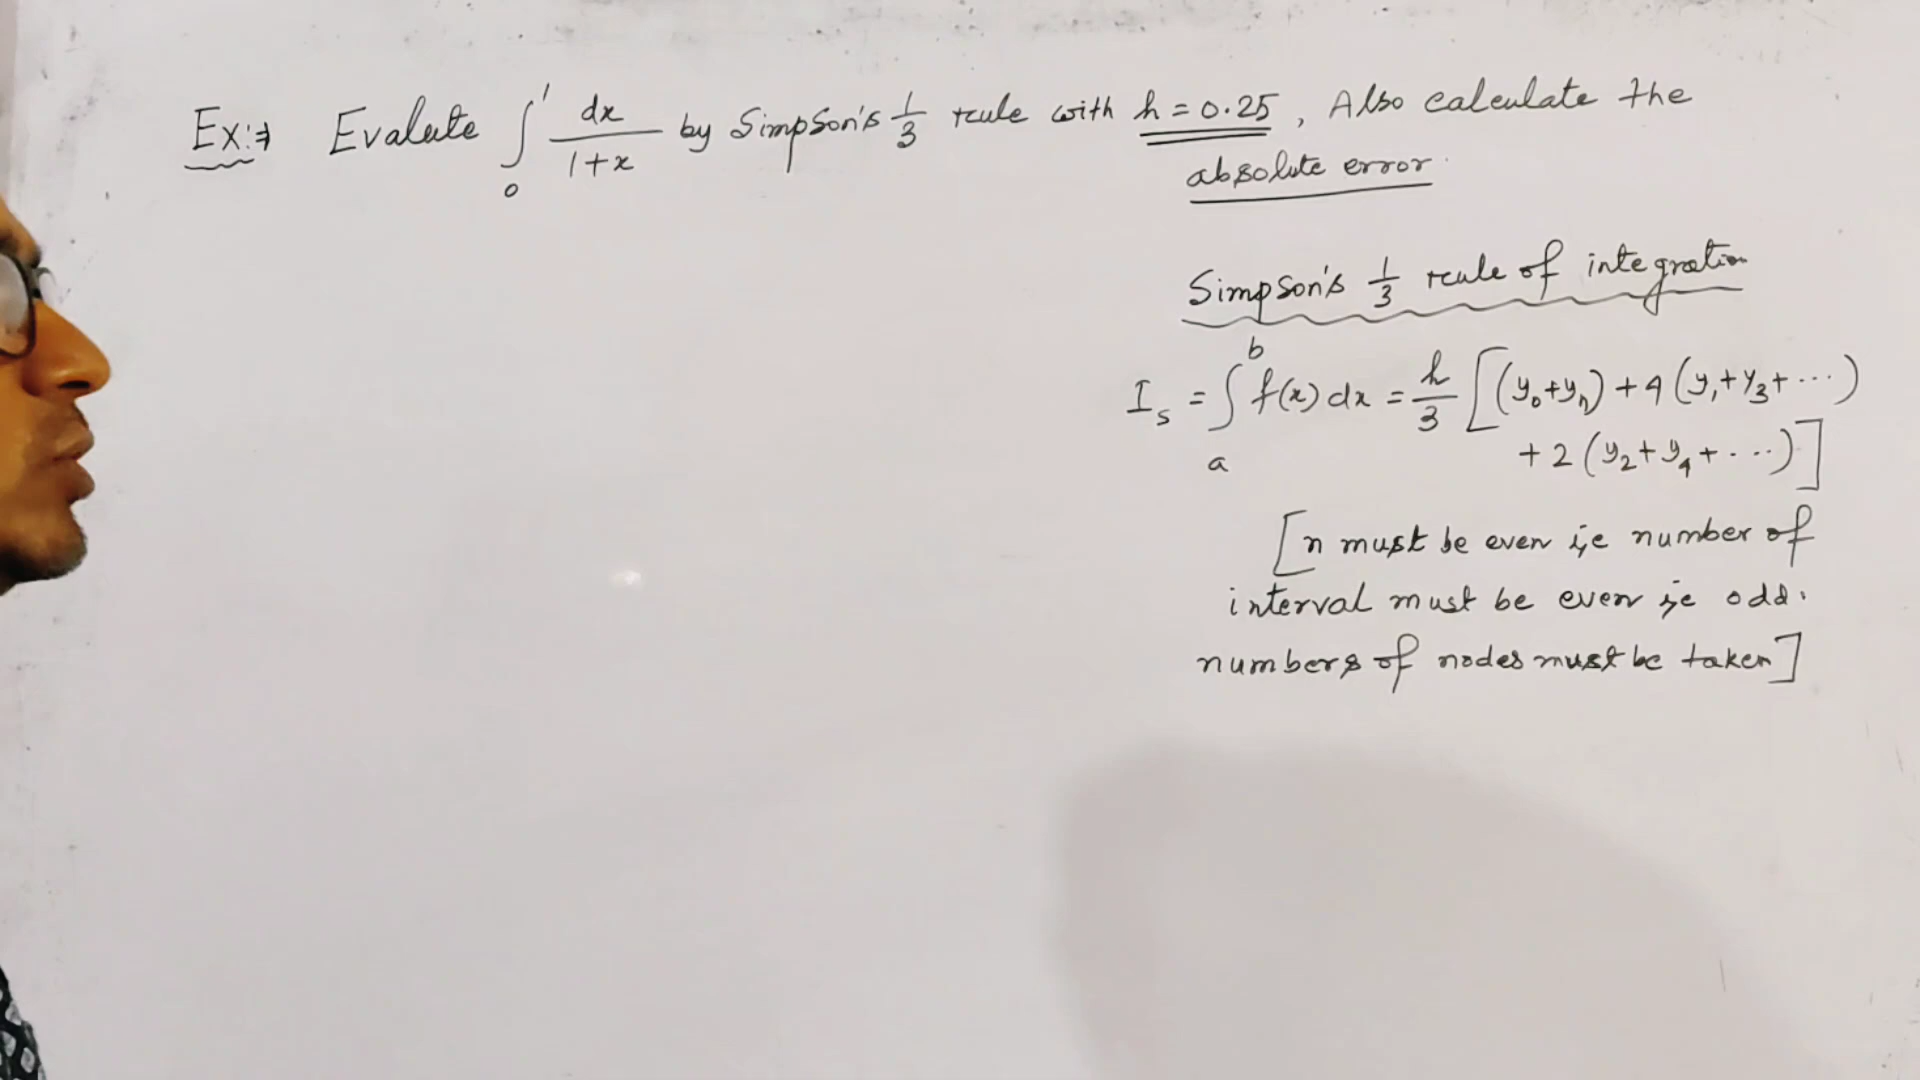 Ex:⇒ Evalute ∫₀¹ dx/(1+x) by Simpson's 1/3 rule with h = 0.25, Also calculate the
absolute error.
Simpson's 1/3 rule of integration
I_s = ∫ₐᵇ f(x) dx = h/3 [(y₀+yₙ) + 4 (y₁+y₃+ ···)
+ 2 (y₂+y₄+ ···)]
[n must be even i,e number of
interval must be even i,e odd.
numbers of nodes must be taken]